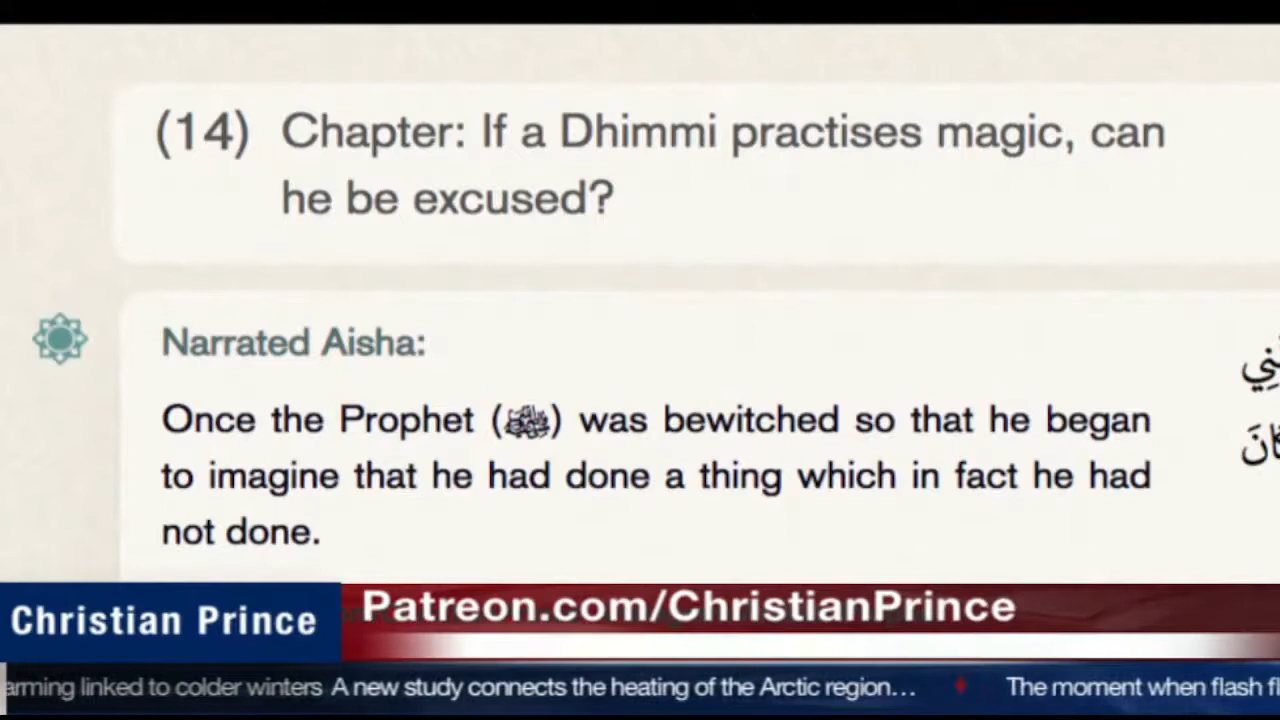 (14) Chapter: If a Dhimmi practises magic, can
he be excused?
Narrated Aisha:
Once the Prophet (ﷺ) was bewitched so that he began
to imagine that he had done a thing which in fact he had
not done.
Christian Prince
Patreon.com/ChristianPrince
arming linked to colder winters A new study connects the heating of the Arctic region… ♦ The moment when flash fl